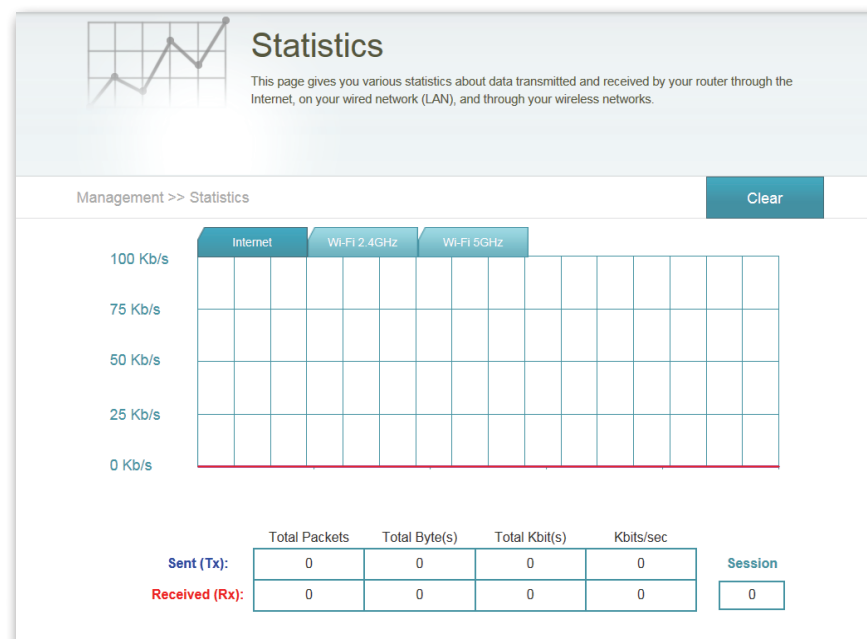 Statistics
This page gives you various statistics about data transmitted and received by your router through the
Internet, on your wired network (LAN), and through your wireless networks.
Management >> Statistics
Clear
Internet Wi-Fi 2.4GHz Wi-Fi 5GHz
100 Kb/s
75 Kb/s
50 Kb/s
25 Kb/s
0 Kb/s
Total Packets Total Byte(s) Total Kbit(s) Kbits/sec
Sent (Tx): 0 0 0 0 Session
Received (Rx): 0 0 0 0 0